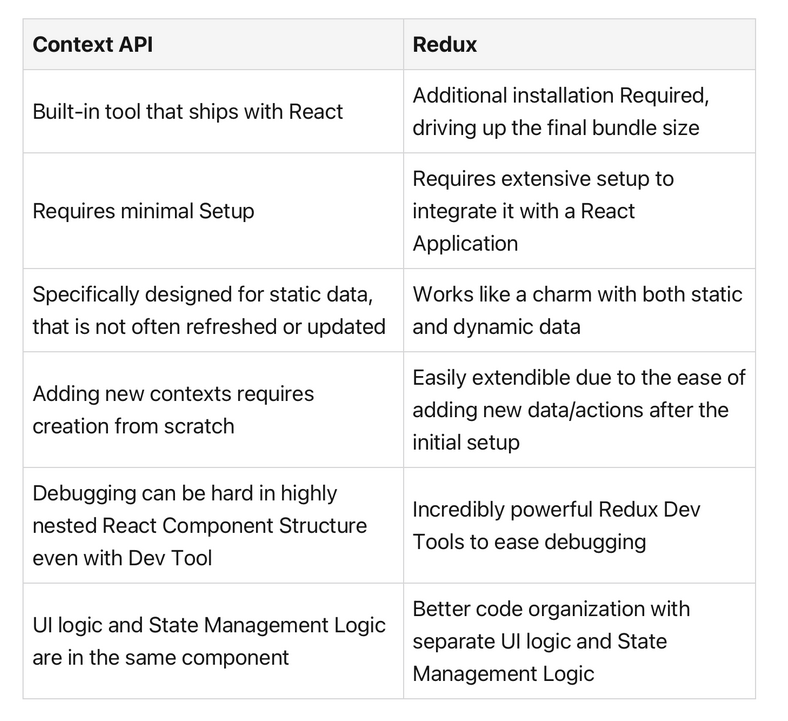 Context API
Redux
Built-in tool that ships with React
Additional installation Required,
driving up the final bundle size
Requires minimal Setup
Requires extensive setup to
integrate it with a React
Application
Specifically designed for static data,
that is not often refreshed or updated
Works like a charm with both static
and dynamic data
Adding new contexts requires
creation from scratch
Easily extendible due to the ease of
adding new data/actions after the
initial setup
Debugging can be hard in highly
nested React Component Structure
even with Dev Tool
Incredibly powerful Redux Dev
Tools to ease debugging
UI logic and State Management Logic
are in the same component
Better code organization with
separate UI logic and State
Management Logic